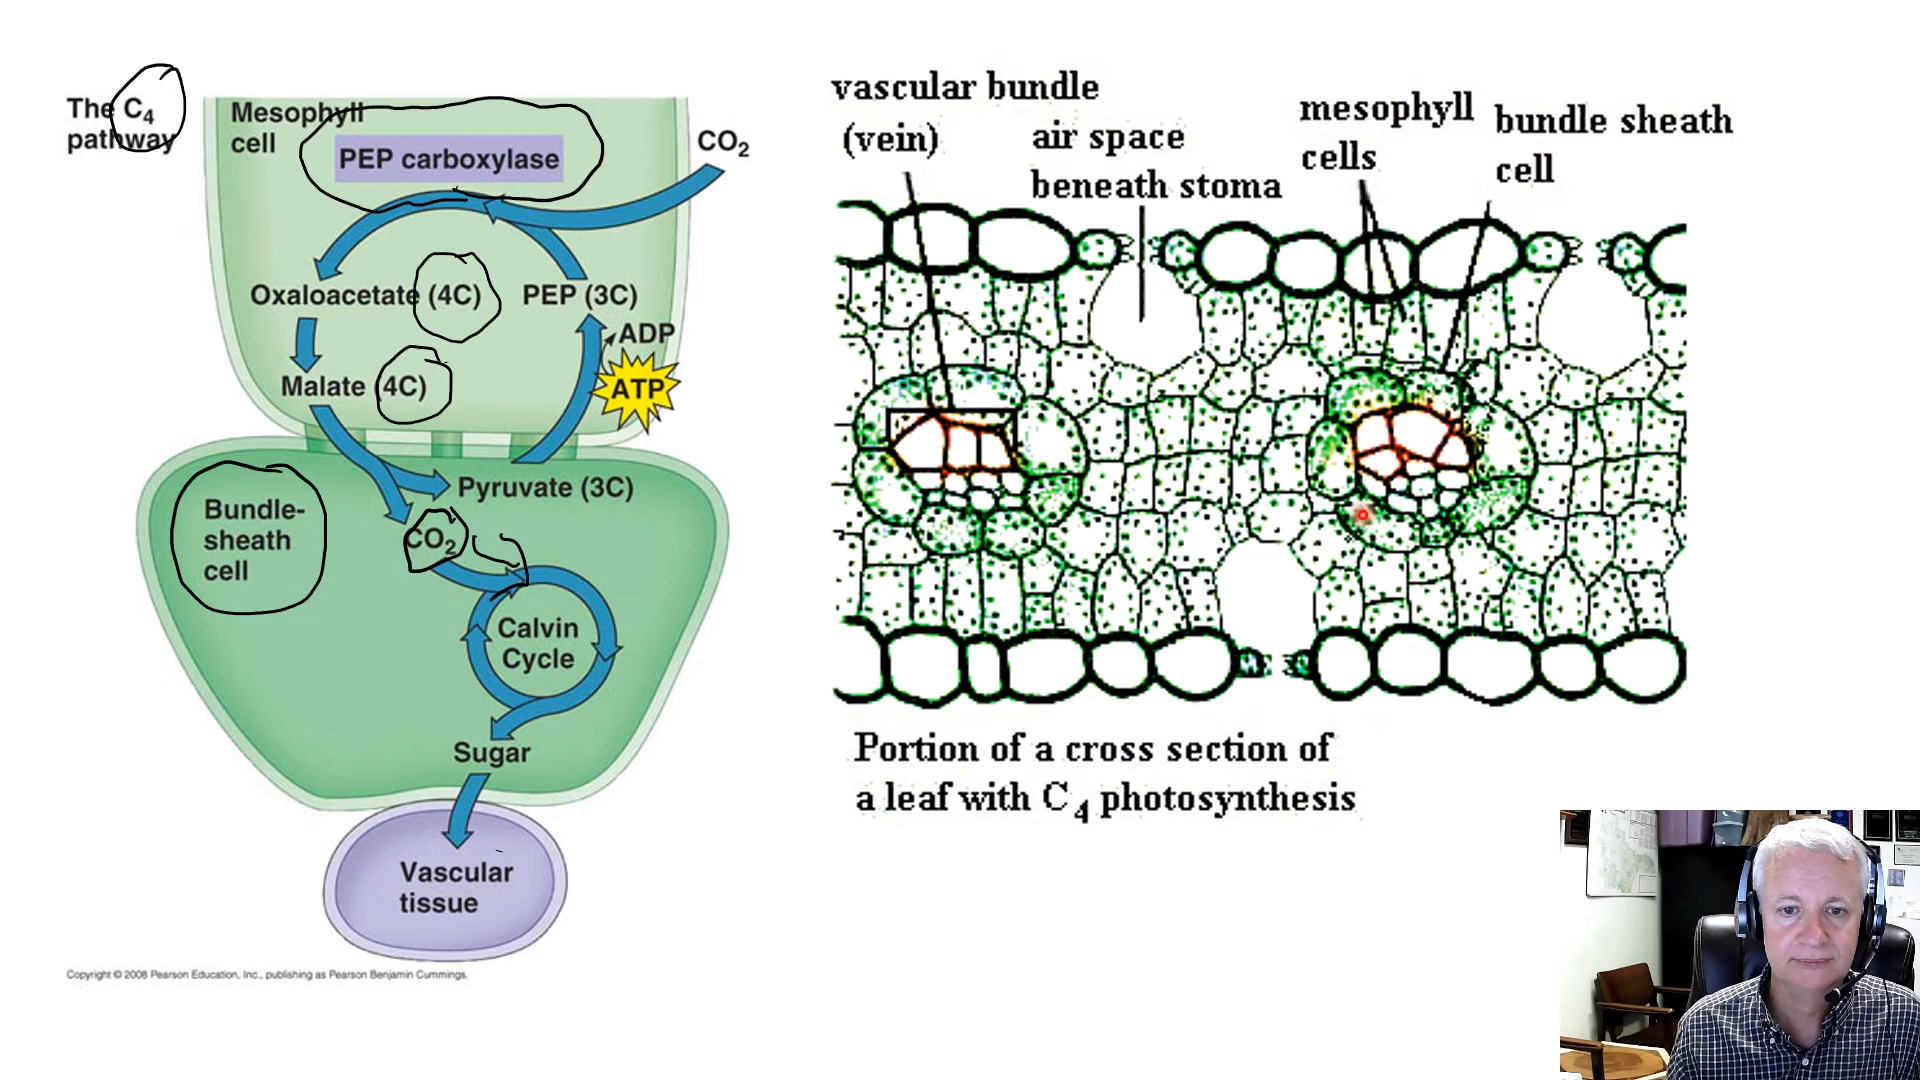 The C4
pathway
Mesophyll
cell
PEP carboxylase
CO2
Oxaloacetate (4C)
PEP (3C)
ADP
ATP
Malate (4C)
Pyruvate (3C)
Bundle-
sheath
cell
CO2
Calvin
Cycle
Sugar
Vascular
tissue
Copyright © 2008 Pearson Education, Inc., publishing as Pearson Benjamin Cummings.
vascular bundle
(vein)
air space
beneath stoma
mesophyll
cells
bundle sheath
cell
Portion of a cross section of
a leaf with C4 photosynthesis